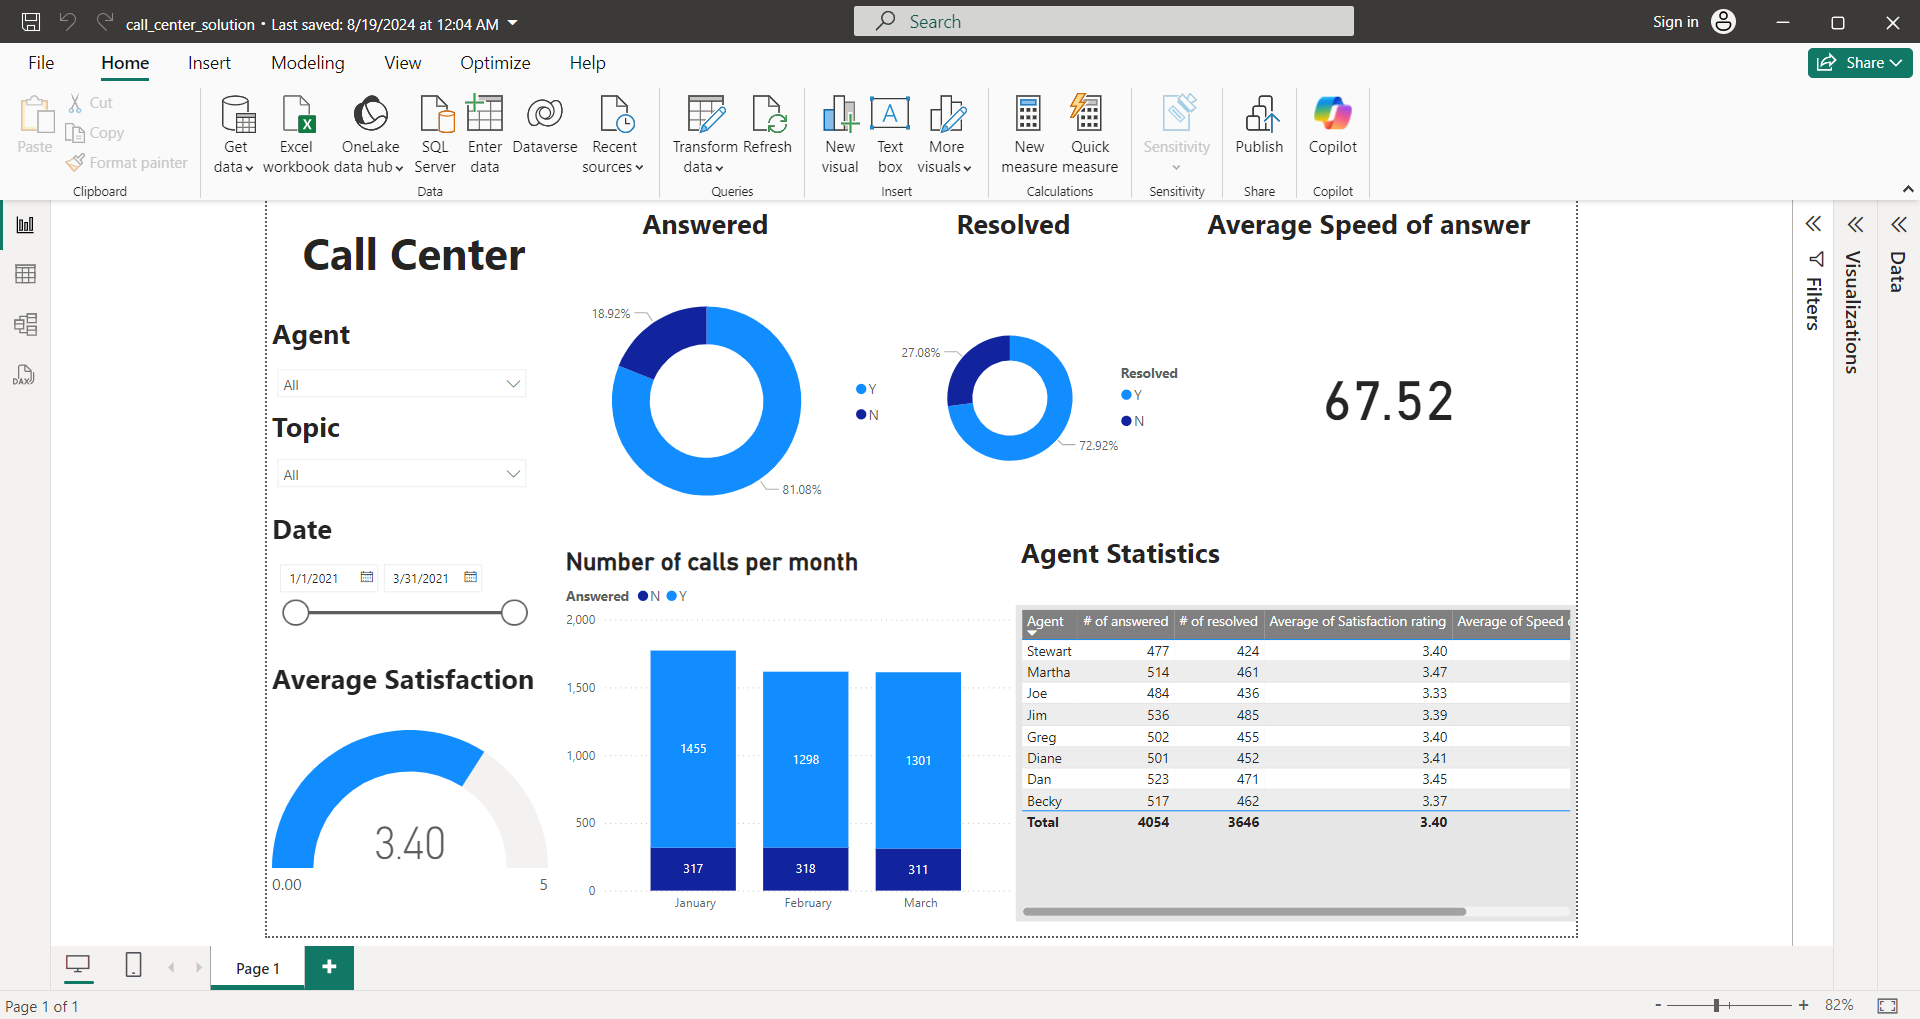 call_center_solution • Last saved: 8/19/2024 at 12:04 AM
Search
Sign in
File
Home
Insert
Modeling
View
Optimize
Help
Share
Paste
Cut
Copy
Format painter
Clipboard
Get data
Excel workbook
OneLake data hub
SQL Server
Enter data
Dataverse
Recent sources
Data
Transform data
Refresh
Queries
New visual
Text box
More visuals
Insert
New measure
Quick measure
Calculations
Sensitivity
Sensitivity
Publish
Share
Copilot
Copilot
DAX
Call Center
Agent
All
Topic
All
Date
1/1/2021
3/31/2021
Average Satisfaction
3.40
0.00
5
Answered
18.92%
81.08%
Y
N
Resolved
27.08%
72.92%
Resolved
Y
N
Average Speed of answer
67.52
Number of calls per month
Answered N Y
2,000
1,500
1,000
500
0
1455
1298
1301
317
318
311
January
February
March
Agent Statistics
Agent # of answered # of resolved Average of Satisfaction rating Average of Speed
Stewart 477 424 3.40
Martha 514 461 3.47
Joe 484 436 3.33
Jim 536 485 3.39
Greg 502 455 3.40
Diane 501 452 3.41
Dan 523 471 3.45
Becky 517 462 3.37
Total 4054 3646 3.40
Filters
Visualizations
Data
Page 1
Page 1 of 1
- + 82%